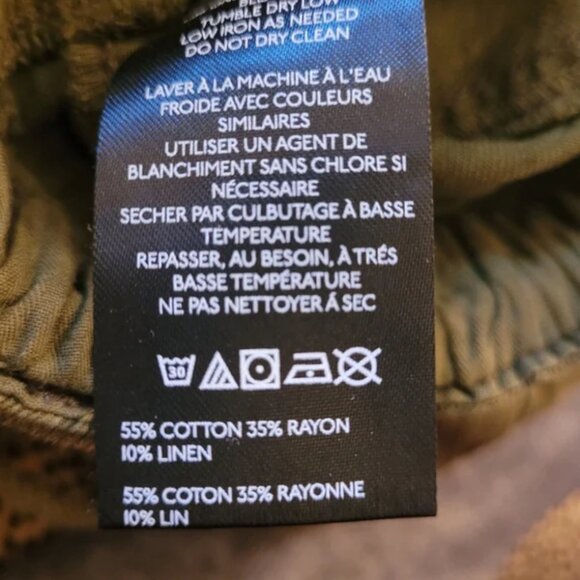 TUMBLE DRY LOW
LOW IRON AS NEEDED
DO NOT DRY CLEAN
LAVER À LA MACHINE À L'EAU
FROIDE AVEC COULEURS
SIMILAIRES
UTILISER UN AGENT DE
BLANCHIMENT SANS CHLORE SI
NÉCESSAIRE
SECHER PAR CULBUTAGE À BASSE
TEMPERATURE
REPASSER, AU BESOIN, À TRÉS
BASSE TEMPÉRATURE
NE PAS NETTOYER Á SEC
30
55% COTTON 35% RAYON
10% LINEN
55% COTON 35% RAYONNE
10% LIN